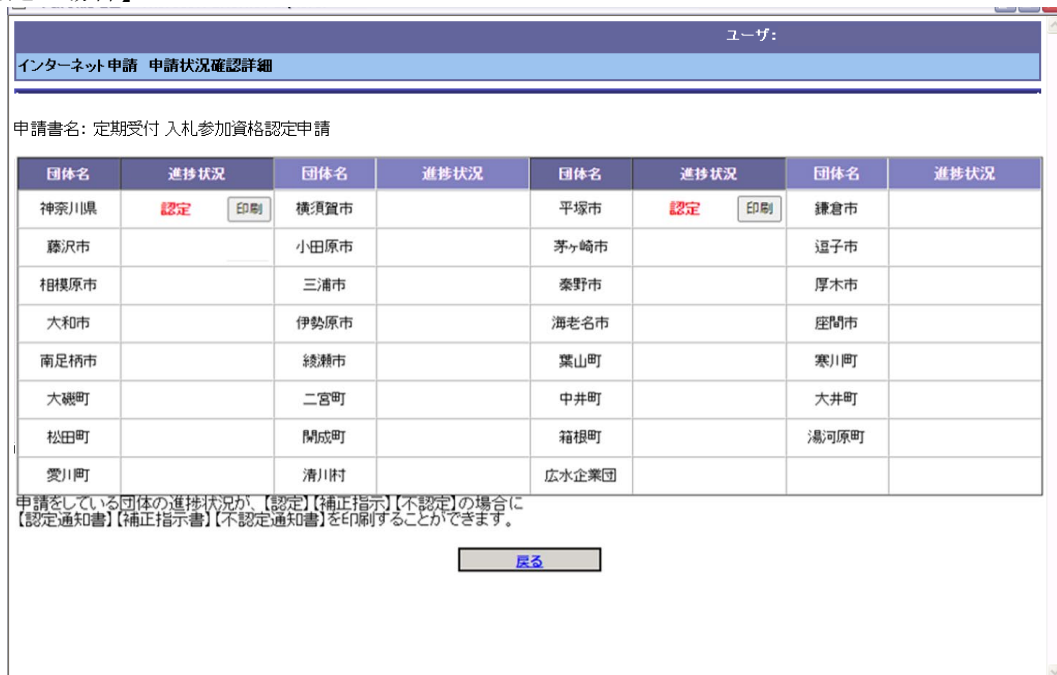 ユーザ:
インターネット申請 申請状況確認詳細
申請書名: 定期受付 入札参加資格認定申請
団体名 進捗状況 団体名 進捗状況 団体名 進捗状況 団体名 進捗状況
神奈川県 認定 印刷 横須賀市 平塚市 認定 印刷 鎌倉市
藤沢市 小田原市 茅ヶ崎市 逗子市
相模原市 三浦市 秦野市 厚木市
大和市 伊勢原市 海老名市 座間市
南足柄市 綾瀬市 葉山町 寒川町
大磯町 二宮町 中井町 大井町
松田町 開成町 箱根町 湯河原町
愛川町 清川村 広水企業団
申請をしている団体の進捗状況が、【認定】【補正指示】【不認定】の場合に
【認定通知書】【補正指示書】【不認定通知書】を印刷することができます。
戻る